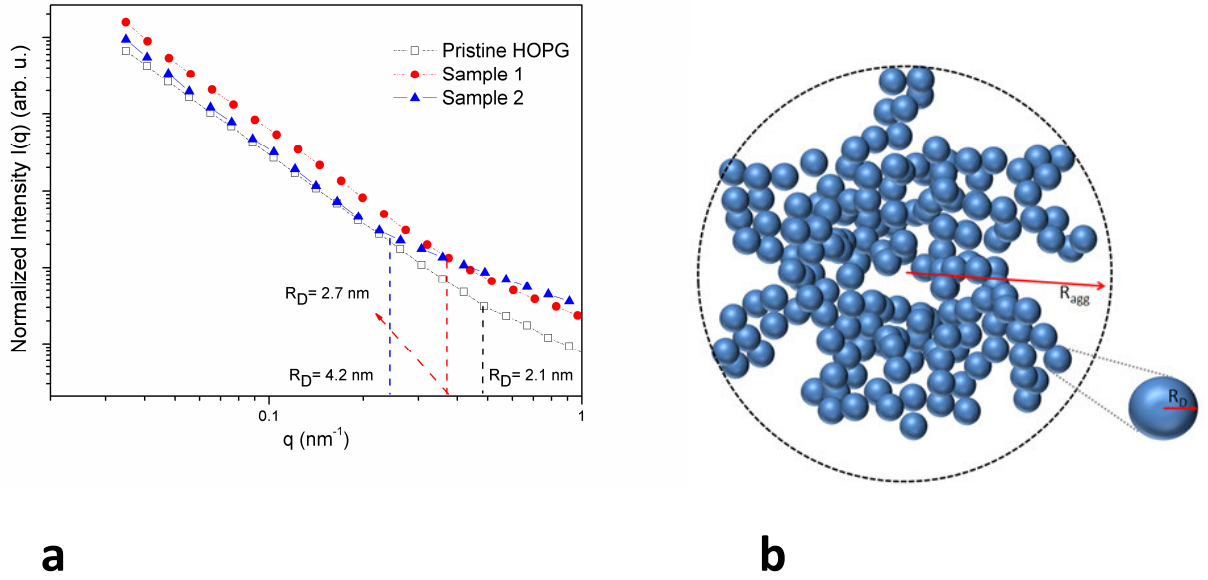 Normalized Intensity I(q) (arb. u.)
Pristine HOPG
Sample 1
Sample 2
R_D= 2.7 nm
R_D= 4.2 nm
R_D= 2.1 nm
0.1
1
q (nm⁻¹)
a
R_agg
R_D
b